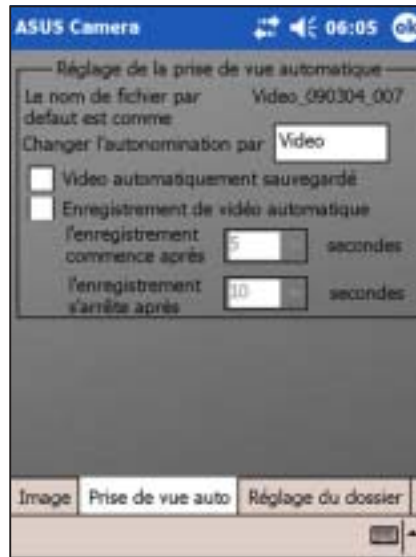 ASUS Camera 06:05 ok
Réglage de la prise de vue automatique
Le nom de fichier par Video_090304_007
defaut est comme
Changer l'autonomination par Video
Video automatiquement sauvegardé
Enregistrement de vidéo automatique
l'enregistrement
commence après 5 secondes
l'enregistrement
s'arrête après 10 secondes
Image Prise de vue auto Réglage du dossier